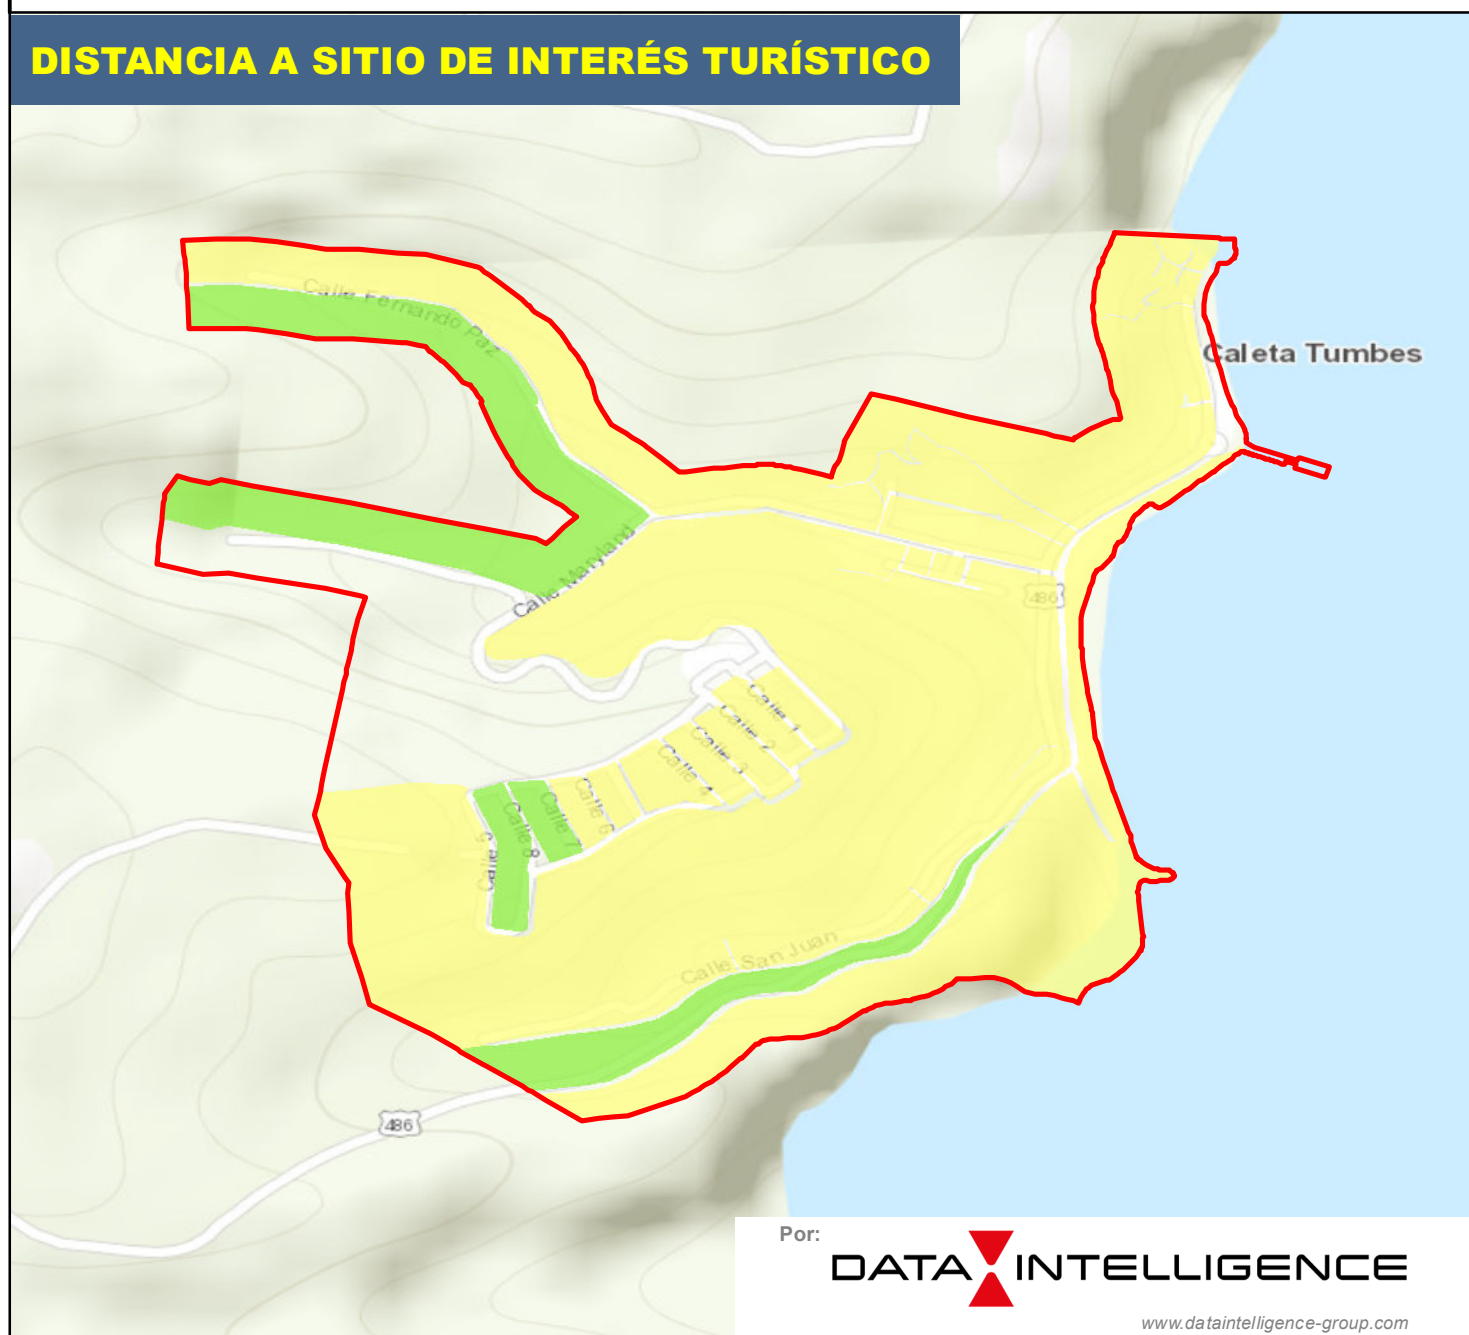 DISTANCIA A SITIO DE INTERÉS TURÍSTICO
Calle Fernando Paz
Caleta Tumbes
Calle Maryland
486
Calle 1
Calle 2
Calle 3
Calle 4
Calle 6
Calle 7
Calle 8
Calle 9
Calle San Juan
486
Por:
DATA INTELLIGENCE
www.dataintelligence-group.com